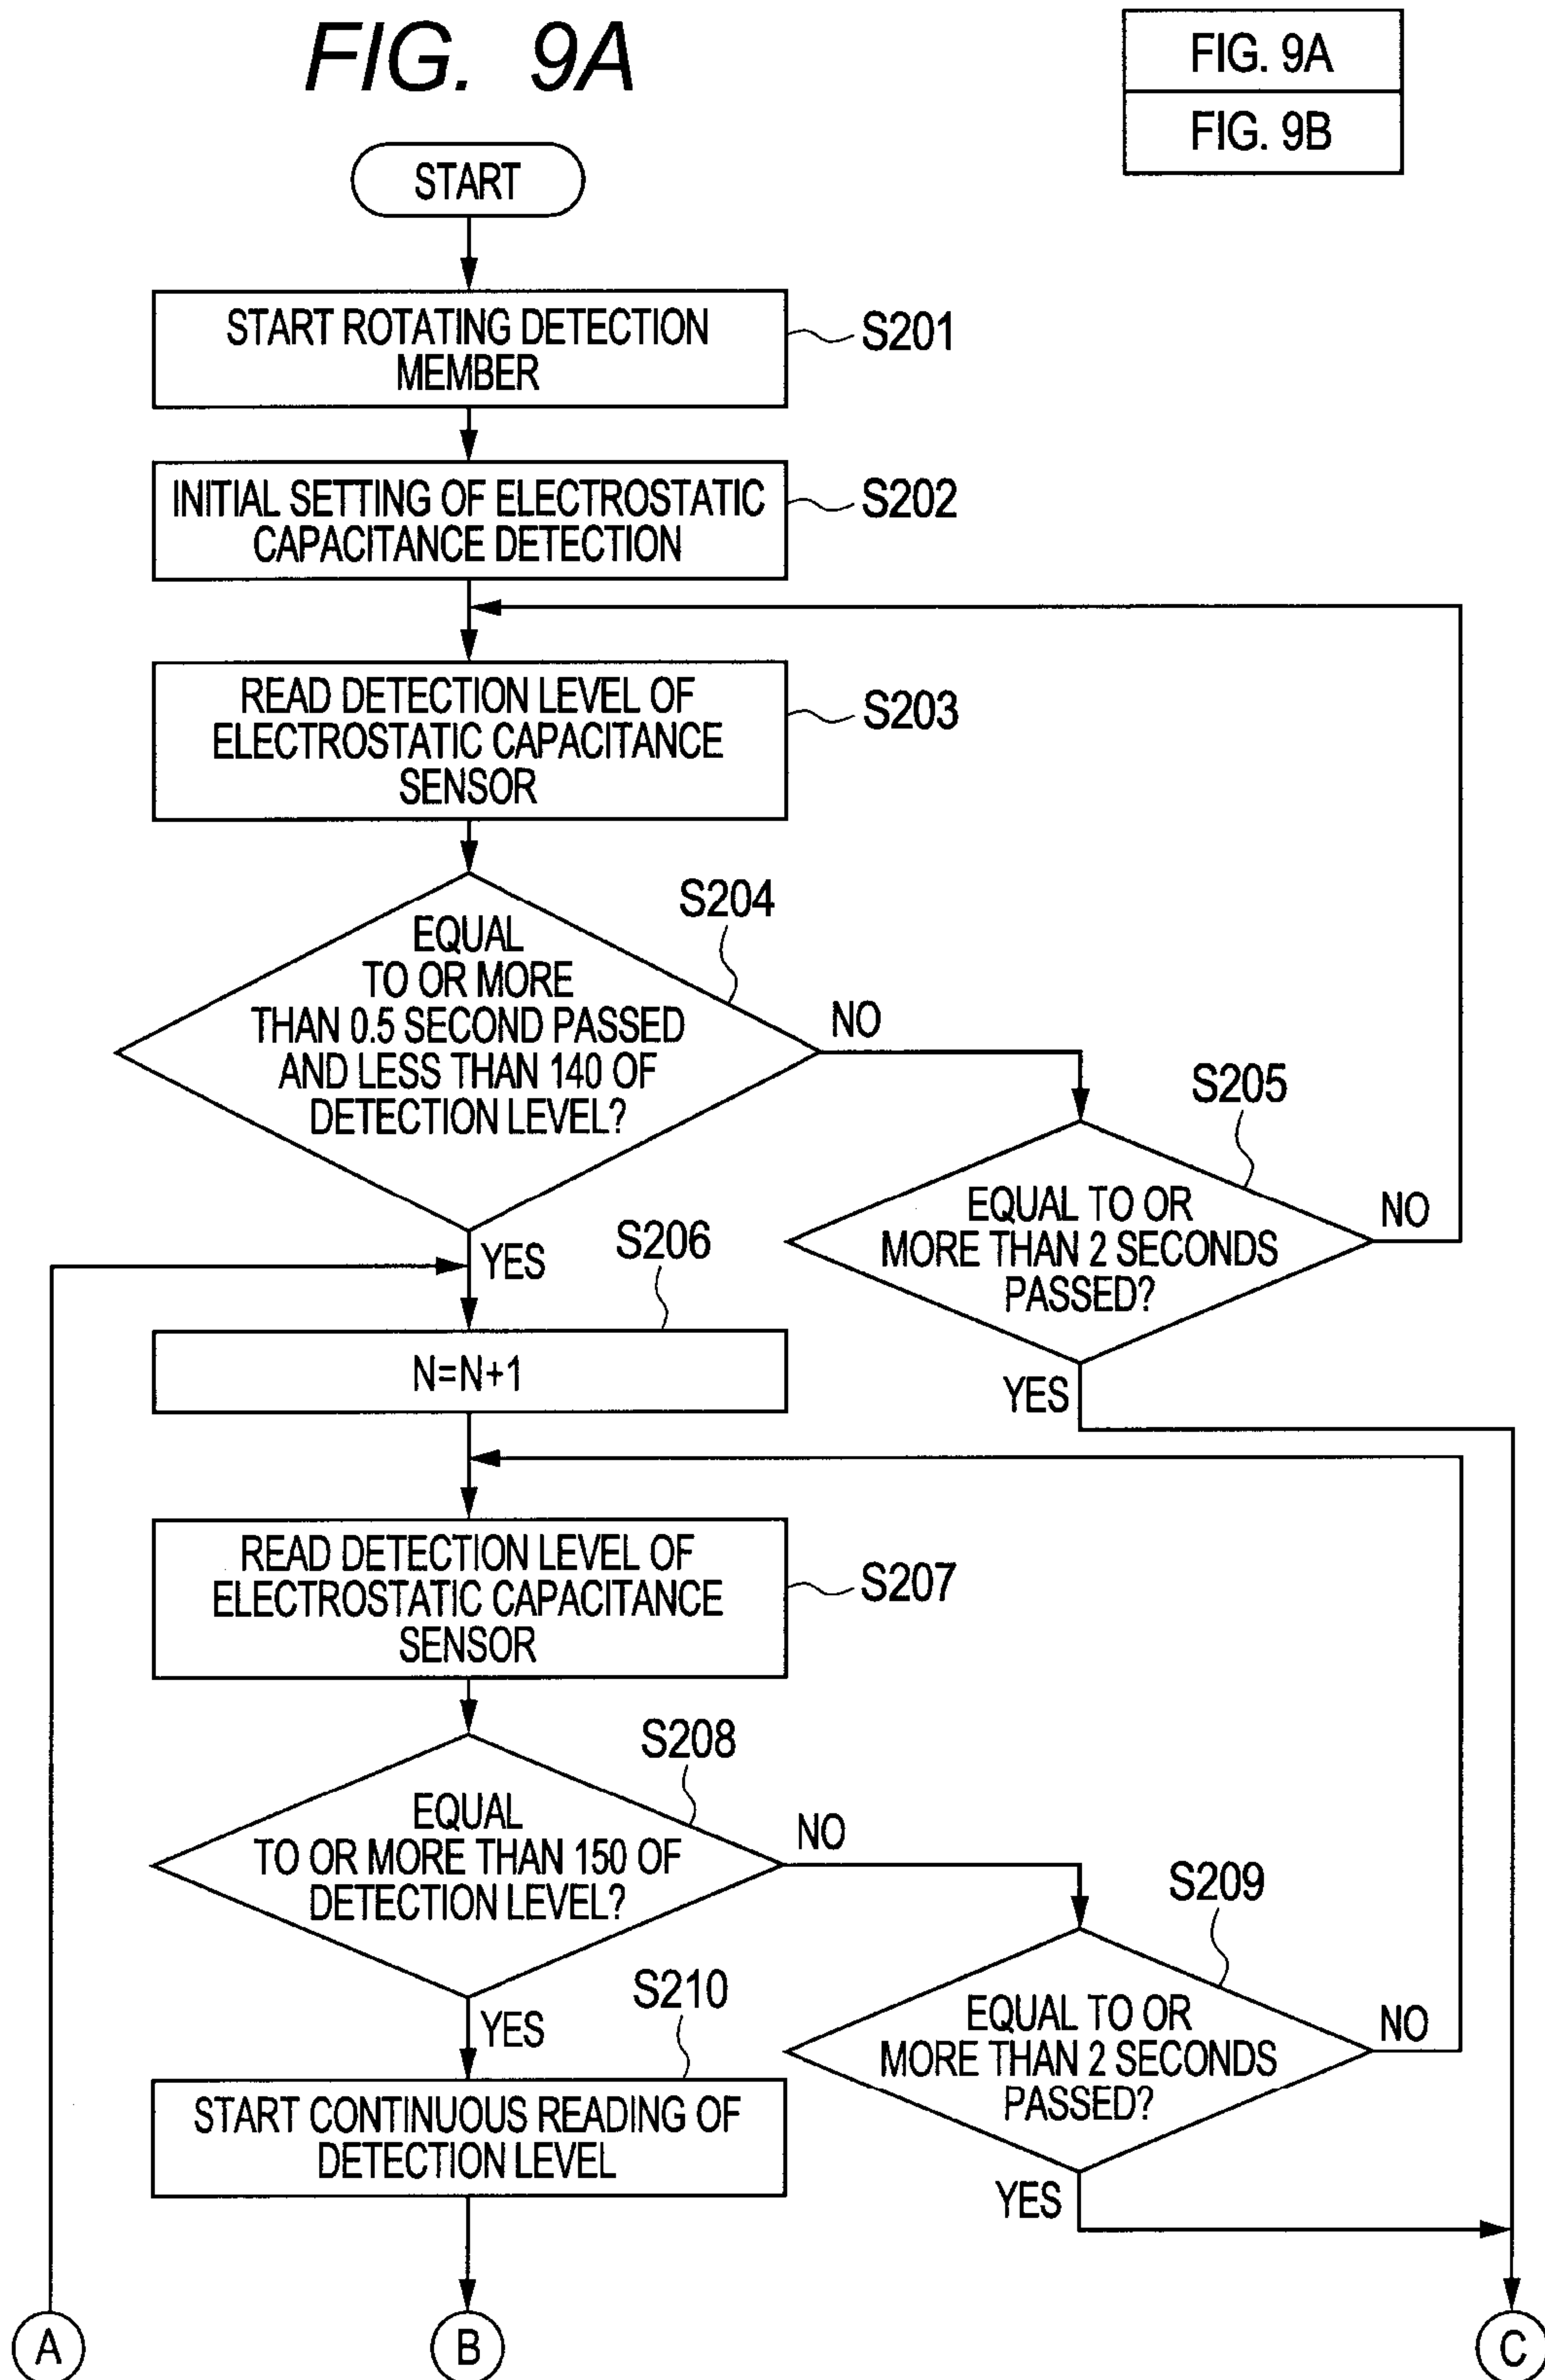 FIG. 9A
FIG. 9A
FIG. 9B
START
START ROTATING DETECTION
MEMBER
S201
INITIAL SETTING OF ELECTROSTATIC
CAPACITANCE DETECTION
S202
READ DETECTION LEVEL OF
ELECTROSTATIC CAPACITANCE
SENSOR
S203
S204
EQUAL
TO OR MORE
THAN 0.5 SECOND PASSED
AND LESS THAN 140 OF
DETECTION LEVEL?
NO
S205
EQUAL TO OR
MORE THAN 2 SECONDS
PASSED?
NO
YES
YES
S206
N=N+1
READ DETECTION LEVEL OF
ELECTROSTATIC CAPACITANCE
SENSOR
S207
S208
EQUAL
TO OR MORE THAN 150 OF
DETECTION LEVEL?
NO
S209
EQUAL TO OR
MORE THAN 2 SECONDS
PASSED?
NO
YES
YES
S210
START CONTINUOUS READING OF
DETECTION LEVEL
A
B
C